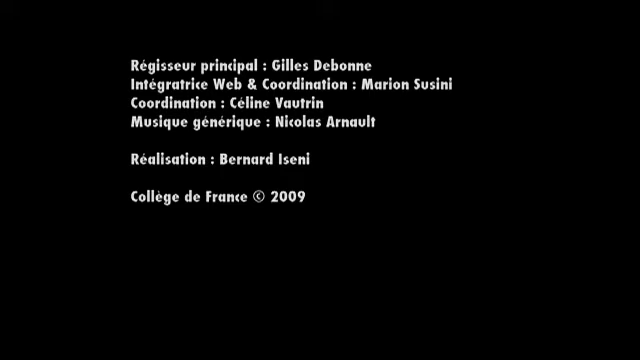 Régisseur principal : Gilles Debonne
Intégratrice Web & Coordination : Marion Susini
Coordination : Céline Vautrin
Musique générique : Nicolas Arnault
Réalisation : Bernard Iseni
Collège de France © 2009